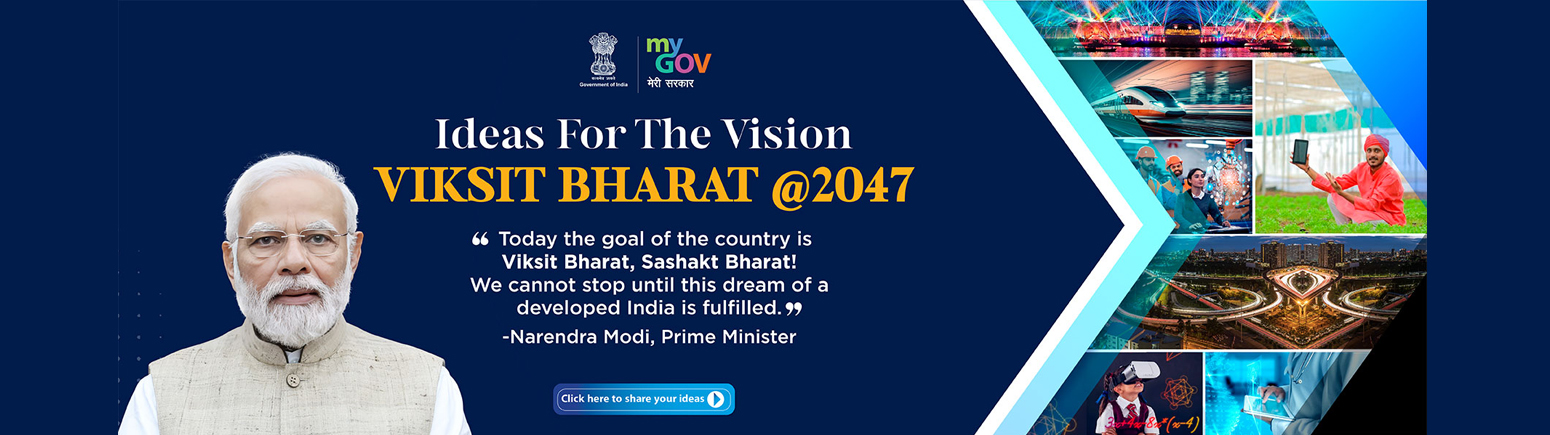 सत्यमेव जयते
Government of India
my
GOV
मेरी सरकार
Ideas For The Vision
VIKSIT BHARAT @2047
“ Today the goal of the country is
Viksit Bharat, Sashakt Bharat!
We cannot stop until this dream of a
developed India is fulfilled. ”
-Narendra Modi, Prime Minister
Click here to share your ideas